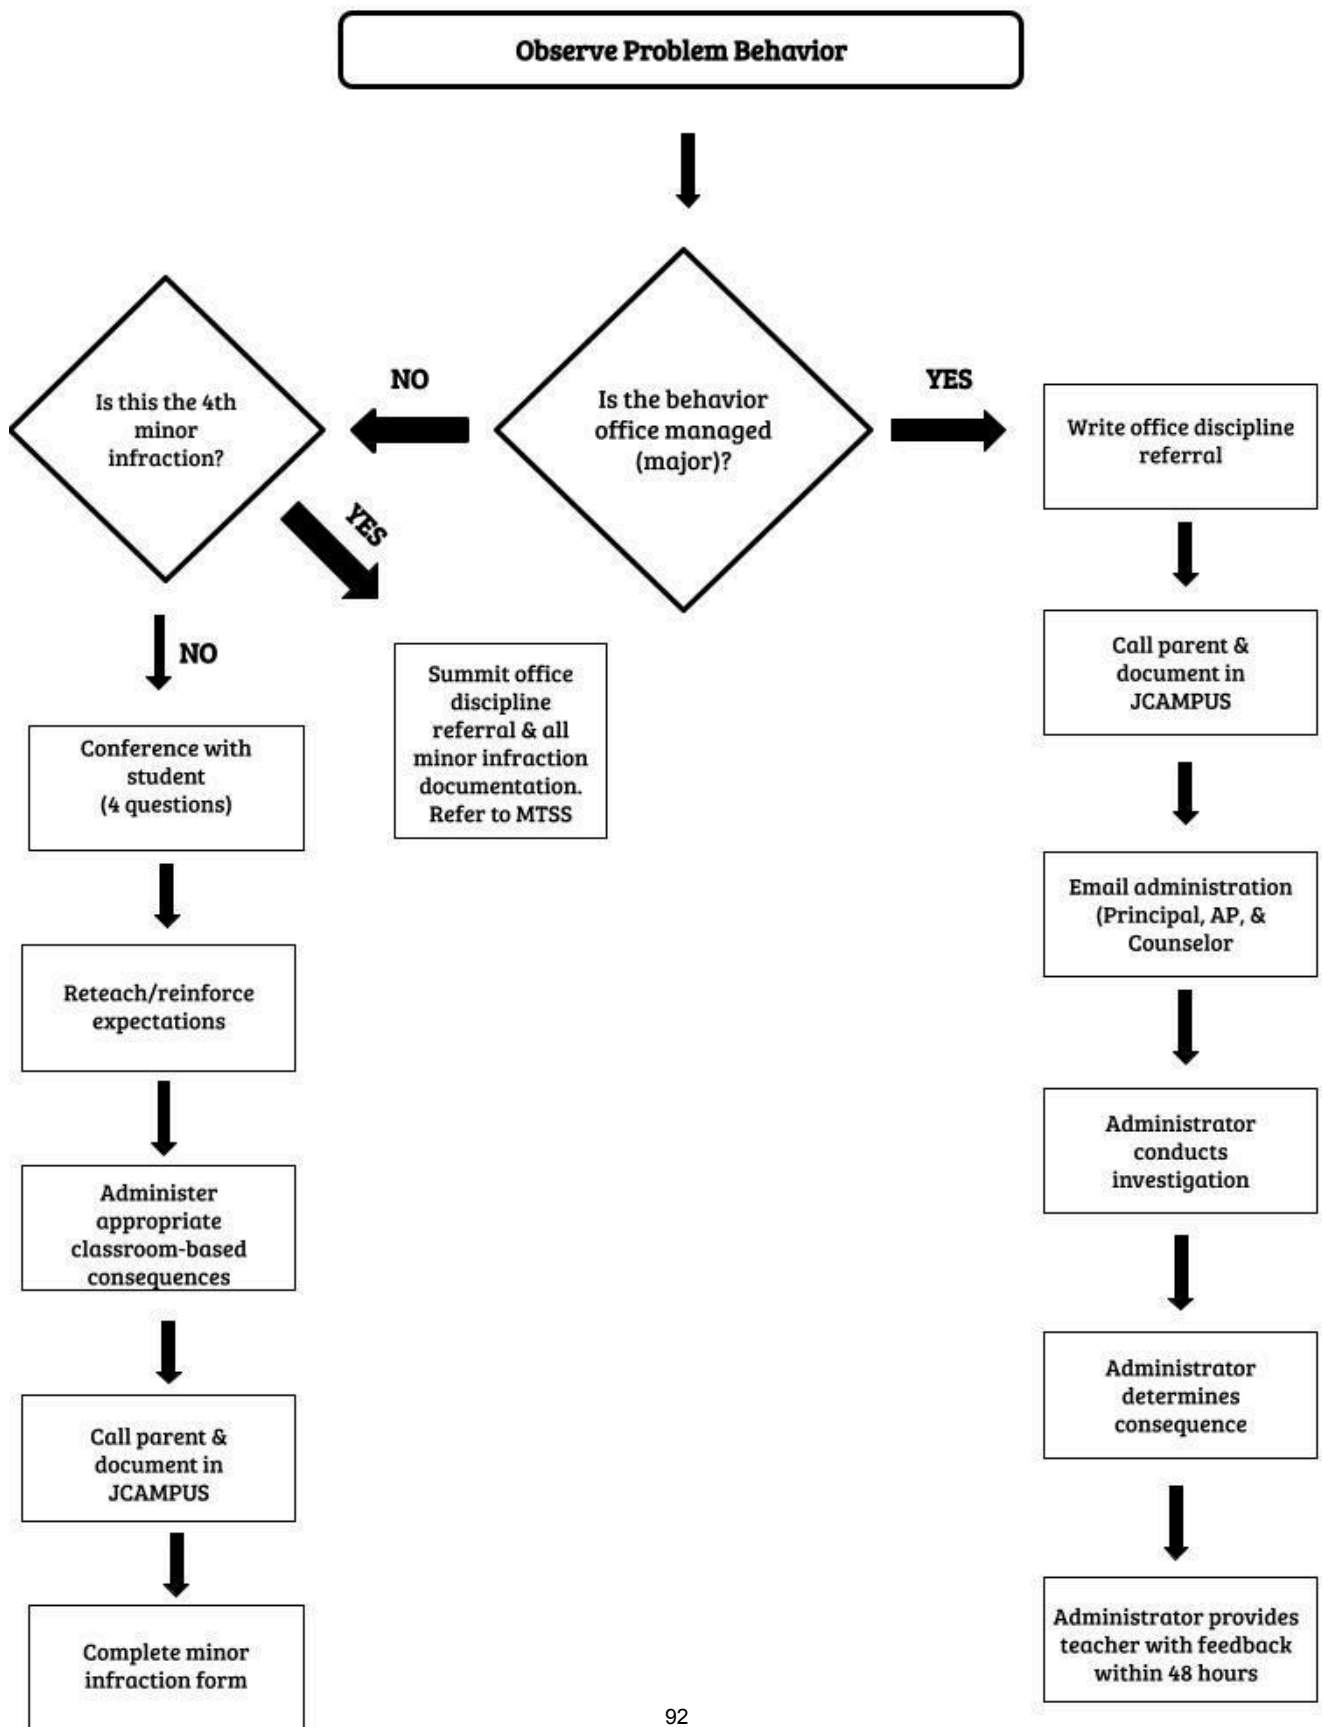 Observe Problem Behavior
Is the behavior
office managed
(major)?
NO
YES
Is this the 4th
minor
infraction?
YES
NO
Summit office
discipline
referral & all
minor infraction
documentation.
Refer to MTSS
Conference with
student
(4 questions)
Reteach/reinforce
expectations
Administer
appropriate
classroom-based
consequences
Call parent &
document in
JCAMPUS
Complete minor
infraction form
Write office discipline
referral
Call parent &
document in
JCAMPUS
Email administration
(Principal, AP, &
Counselor
Administrator
conducts
investigation
Administrator
determines
consequence
Administrator provides
teacher with feedback
within 48 hours
92